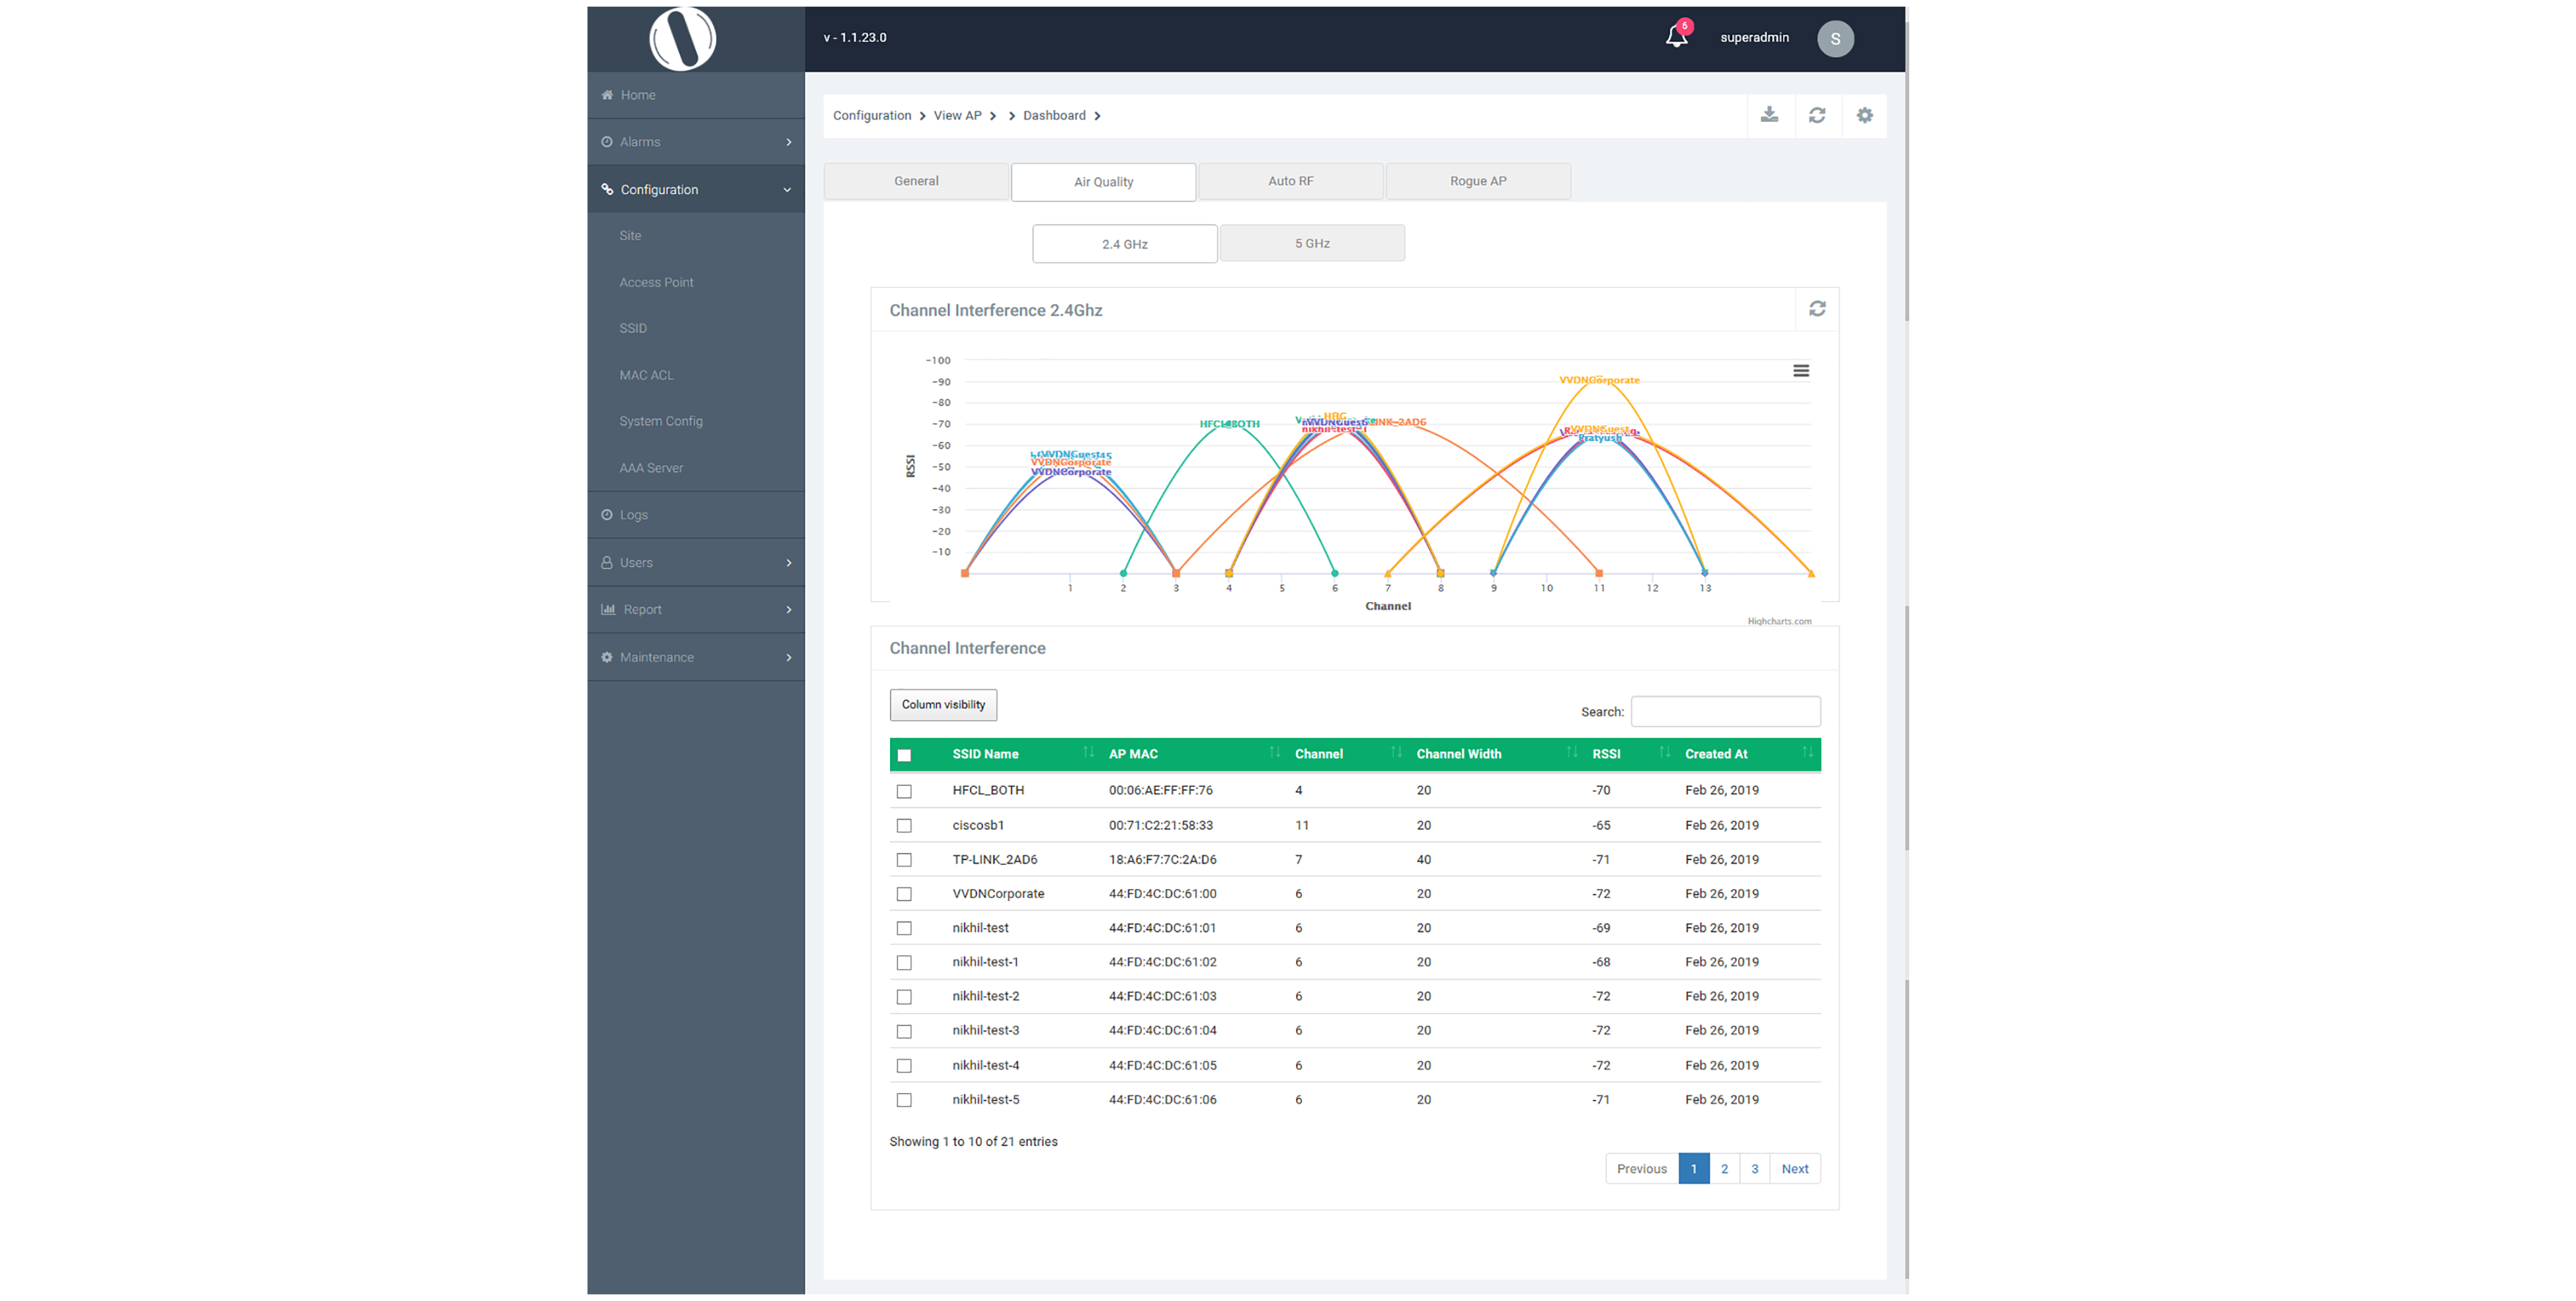 v - 1.1.23.0
6
superadmin
S
Home
Alarms
Configuration
Site
Access Point
SSID
MAC ACL
System Config
AAA Server
Logs
Users
Report
Maintenance
Configuration View AP Dashboard
General Air Quality Auto RF Rogue AP
2.4 GHz 5 GHz
Channel Interference 2.4Ghz
-100
-90
-80
-70
-60
-50
-40
-30
-20
-10
RSSI
VVDNCorporate
HFCL_BOTH
HFG
VVDNGuest
nikhil-test-1
LINK_2AD6
VVDNGuest
Pratyush
VVDNGuest
VVDNCorporate
VVDNCorporate
1 2 3 4 5 6 7 8 9 10 11 12 13
Channel
Highcharts.com
Channel Interference
Column visibility
Search:
SSID Name AP MAC Channel Channel Width RSSI Created At
HFCL_BOTH 00:06:AE:FF:FF:76 4 20 -70 Feb 26, 2019
ciscosb1 00:71:C2:21:58:33 11 20 -65 Feb 26, 2019
TP-LINK_2AD6 18:A6:F7:7C:2A:D6 7 40 -71 Feb 26, 2019
VVDNCorporate 44:FD:4C:DC:61:00 6 20 -72 Feb 26, 2019
nikhil-test 44:FD:4C:DC:61:01 6 20 -69 Feb 26, 2019
nikhil-test-1 44:FD:4C:DC:61:02 6 20 -68 Feb 26, 2019
nikhil-test-2 44:FD:4C:DC:61:03 6 20 -72 Feb 26, 2019
nikhil-test-3 44:FD:4C:DC:61:04 6 20 -72 Feb 26, 2019
nikhil-test-4 44:FD:4C:DC:61:05 6 20 -72 Feb 26, 2019
nikhil-test-5 44:FD:4C:DC:61:06 6 20 -71 Feb 26, 2019
Showing 1 to 10 of 21 entries
Previous 1 2 3 Next